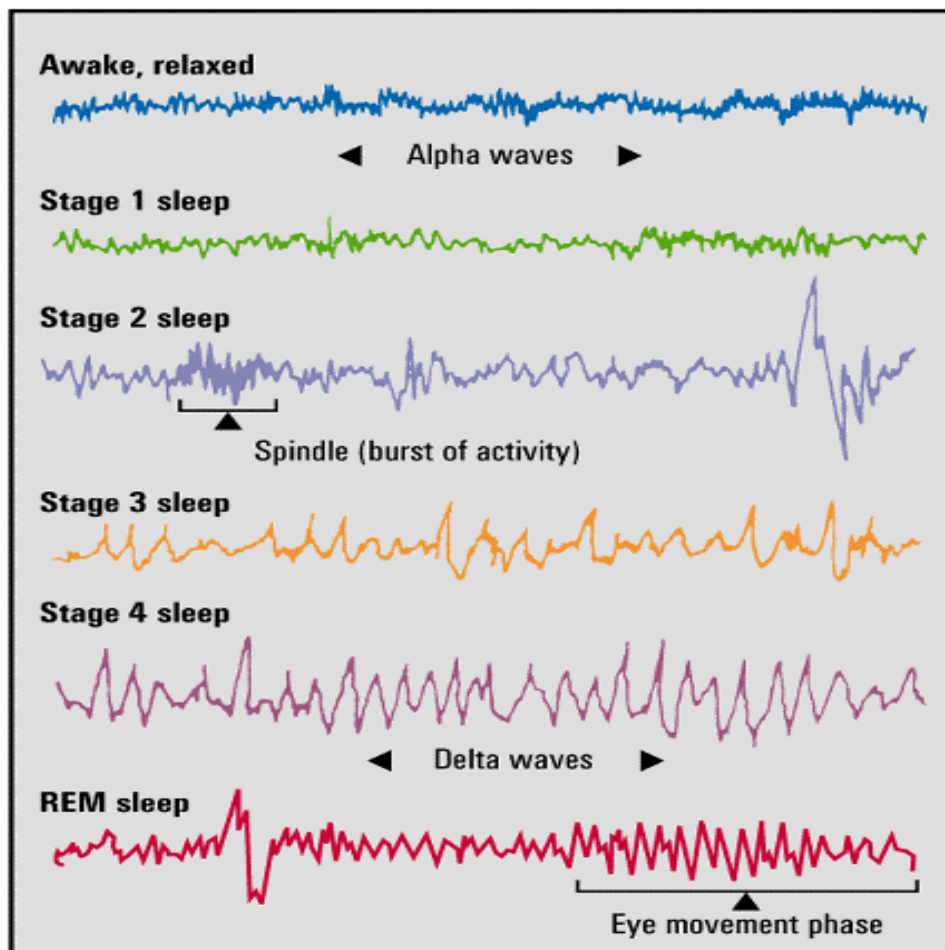 Awake, relaxed
Alpha waves
Stage 1 sleep
Stage 2 sleep
Spindle (burst of activity)
Stage 3 sleep
Stage 4 sleep
Delta waves
REM sleep
Eye movement phase